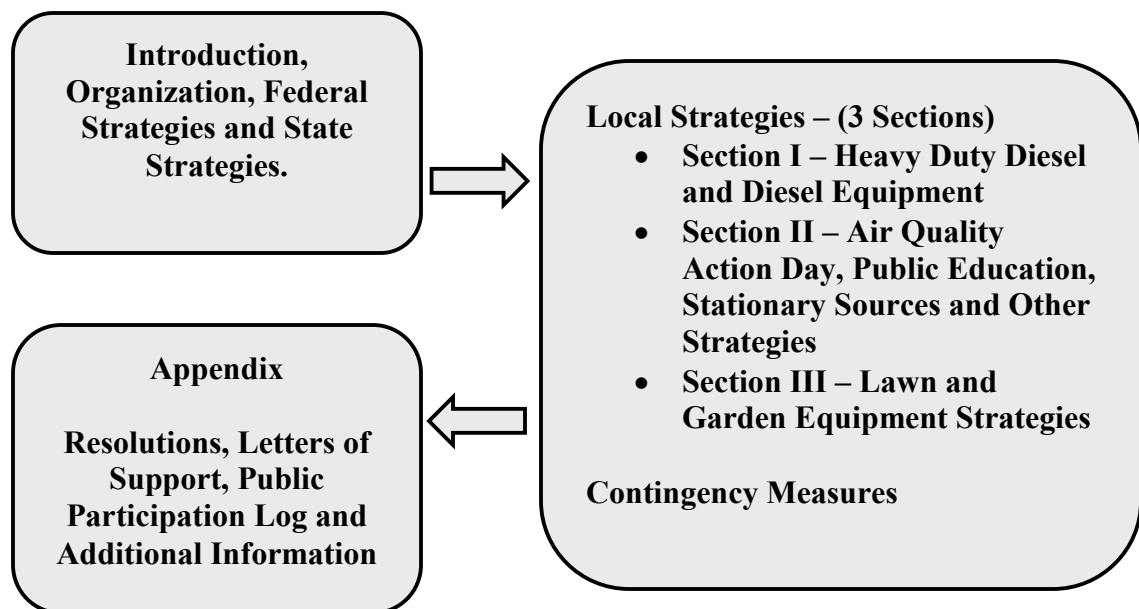 Introduction,
Organization, Federal
Strategies and State
Strategies.
Local Strategies – (3 Sections)
• Section I – Heavy Duty Diesel
and Diesel Equipment
• Section II – Air Quality
Action Day, Public Education,
Stationary Sources and Other
Strategies
• Section III – Lawn and
Garden Equipment Strategies
Contingency Measures
Appendix
Resolutions, Letters of
Support, Public
Participation Log and
Additional Information